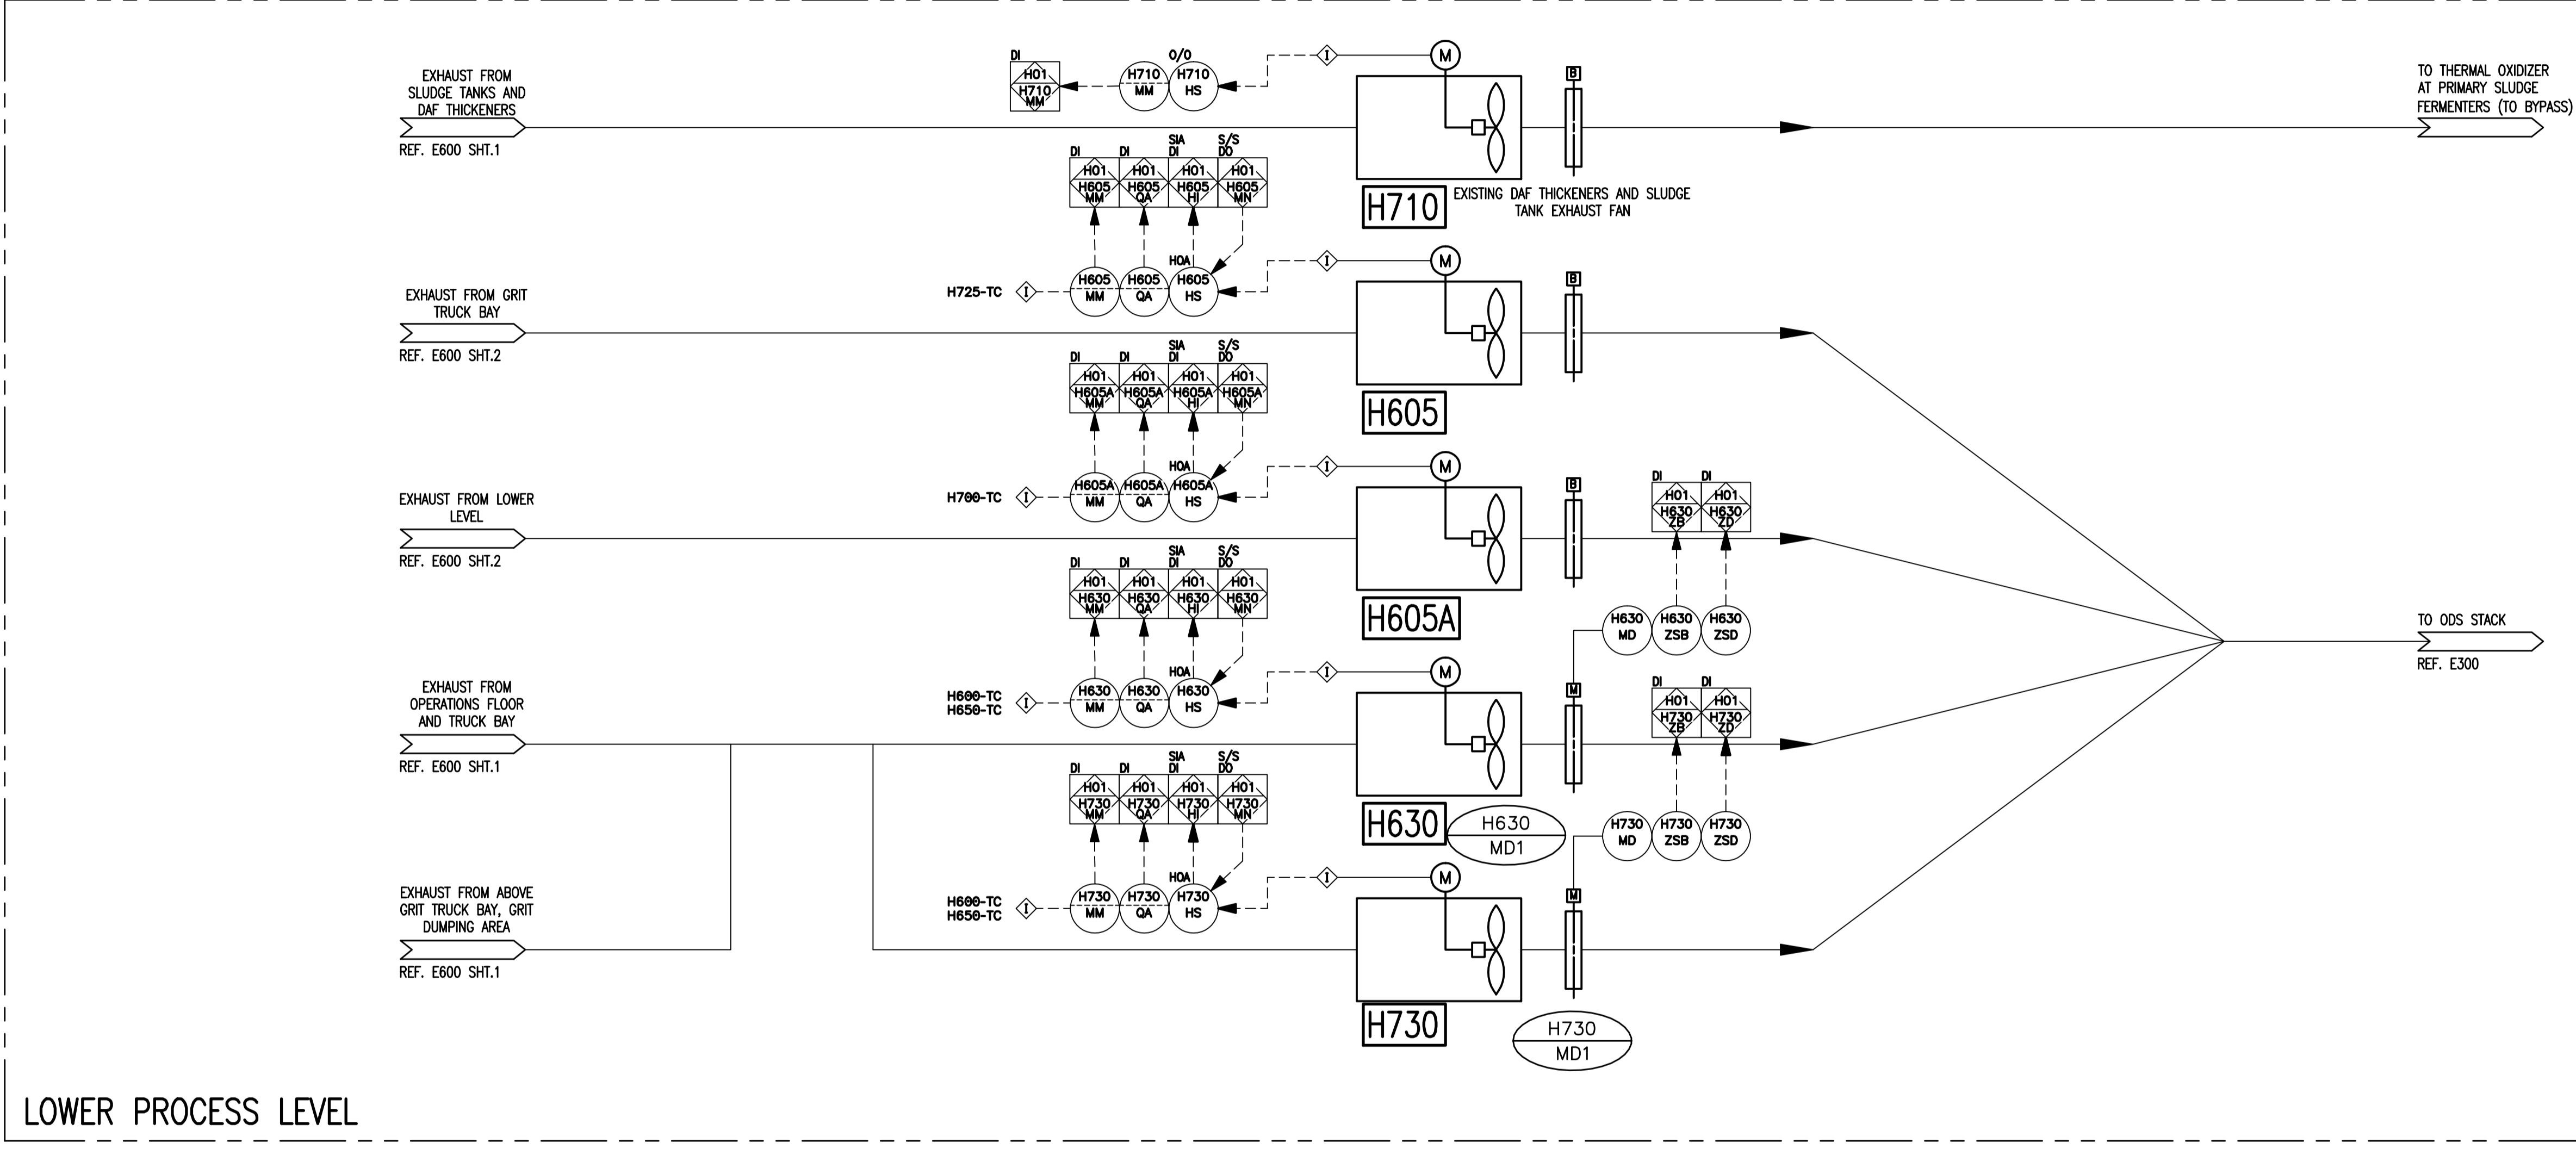 EXHAUST FROM
SLUDGE TANKS AND
DAF THICKENERS
REF. E600 SHT.1
DI
H01
H710
MM
H710
MM
O/O
H710
HS
I
M
B
H710
EXISTING DAF THICKENERS AND SLUDGE
TANK EXHAUST FAN
TO THERMAL OXIDIZER
AT PRIMARY SLUDGE
FERMENTERS (TO BYPASS)
EXHAUST FROM GRIT
TRUCK BAY
REF. E600 SHT.2
SIA S/S
DI DI DI DO
H01 H01 H01 H01
H605 H605 H605 H605
MM QA HI MN
HOA
H725-TC I
H605 H605 H605
MM QA HS
I
M
B
H605
EXHAUST FROM LOWER
LEVEL
REF. E600 SHT.2
SIA S/S
DI DI DI DO
H01 H01 H01 H01
H605A H605A H605A H605A
MM QA HI MN
HOA
H700-TC I
H605A H605A H605A
MM QA HS
I
M
B
H605A
DI DI
H01 H01
H630 H630
ZB ZD
H630 H630 H630
MD ZSB ZSD
EXHAUST FROM
OPERATIONS FLOOR
AND TRUCK BAY
REF. E600 SHT.1
SIA S/S
DI DI DI DO
H01 H01 H01 H01
H630 H630 H630 H630
MM QA HI MN
HOA
H600-TC
H650-TC
I
H630 H630 H630
MM QA HS
I
M
M
H630
H630
MD1
DI DI
H01 H01
H730 H730
ZB ZD
H730 H730 H730
MD ZSB ZSD
TO ODS STACK
REF. E300
EXHAUST FROM ABOVE
GRIT TRUCK BAY, GRIT
DUMPING AREA
REF. E600 SHT.1
SIA S/S
DI DI DI DO
H01 H01 H01 H01
H730 H730 H730 H730
MM QA HI MN
HOA
H600-TC
H650-TC
I
H730 H730 H730
MM QA HS
I
M
M
H730
H730
MD1
LOWER PROCESS LEVEL